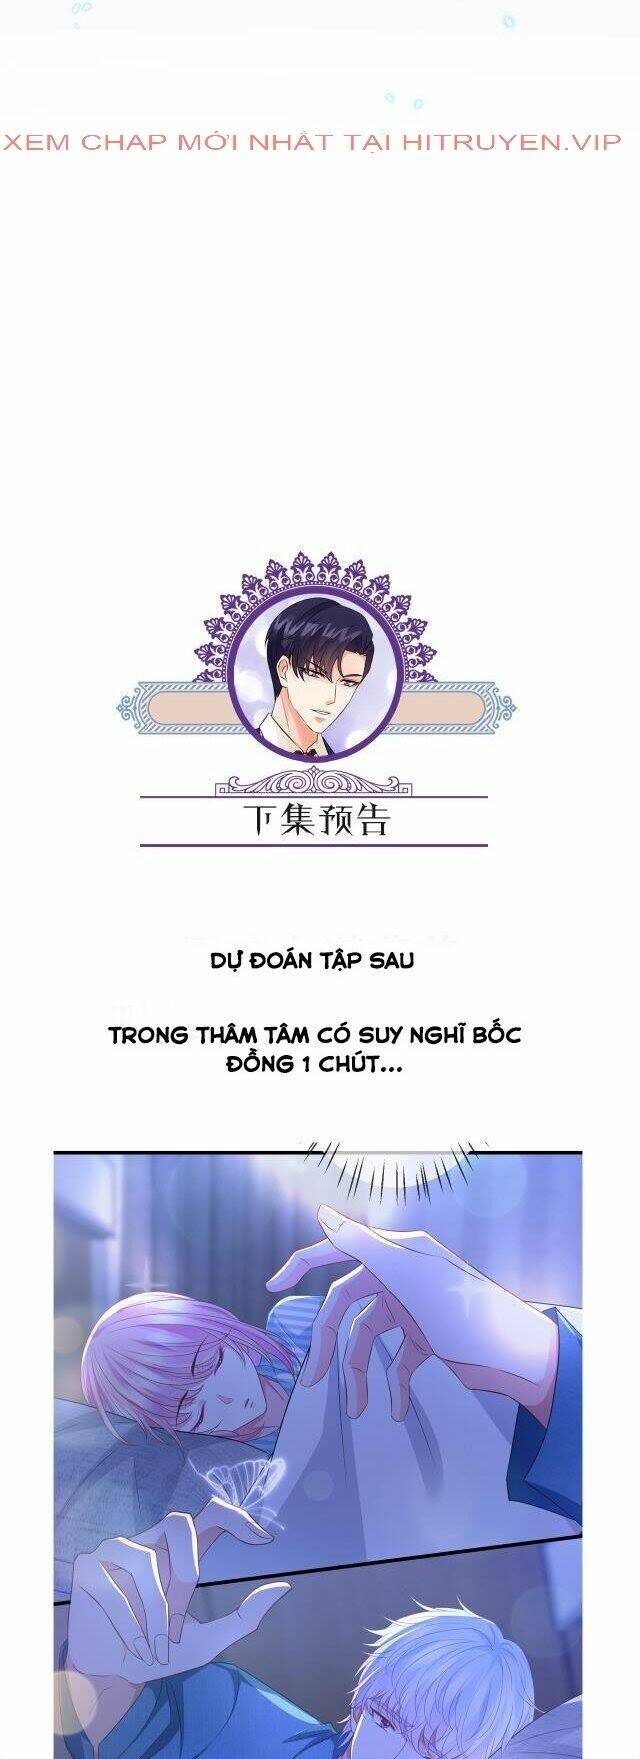 XEM CHAP MỚI NHẤT TẠI HITRUYEN.VIP
下集预告
DỰ ĐOÁN TẬP SAU
TRONG THÂM TÂM CÓ SUY NGHĨ BỐC
ĐỒNG 1 CHÚT...